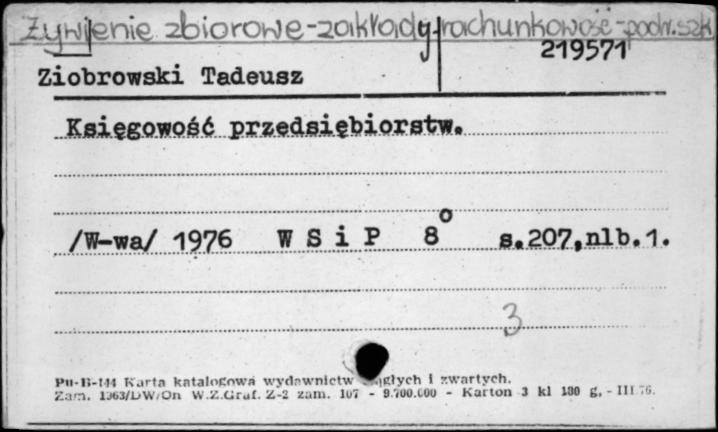 Żywienie zbiorowe-zakłady, rachunkowość-podr.szk
219571
Ziobrowski Tadeusz
Księgowość przedsiębiorstw.
/W-wa/ 1976 W S i P 8° s.207,nlb.1.
3
Pu-B-144 Karta katalogowa wydawnictw ciągłych i zwartych.
Zam. 1363/DW/On W.Z.Graf. Z-2 zam. 107 - 9.700.000 - Karton 3 kl 180 g. - III 76.